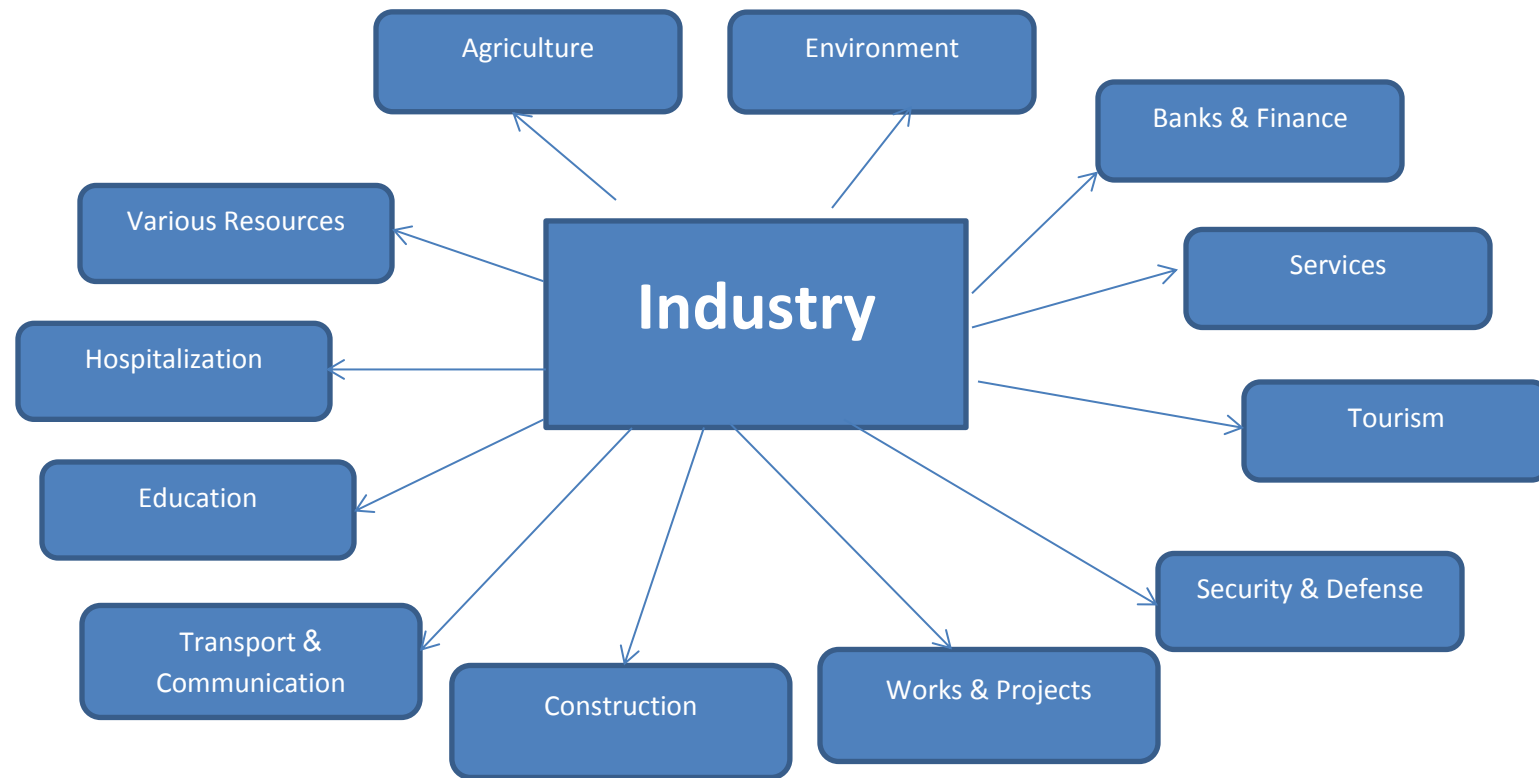 Agriculture
Environment
Banks & Finance
Various Resources
Services
Industry
Hospitalization
Tourism
Education
Security & Defense
Transport &
Communication
Construction
Works & Projects